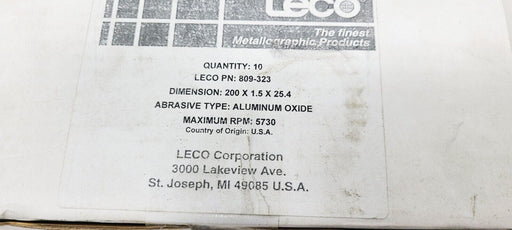 LECO
The finest
Metallographic Products
QUANTITY: 10
LECO PN: 809-323
DIMENSION: 200 X 1.5 X 25.4
ABRASIVE TYPE: ALUMINUM OXIDE
MAXIMUM RPM: 5730
Country of Origin: U.S.A.
LECO Corporation
3000 Lakeview Ave.
St. Joseph, MI 49085 U.S.A.